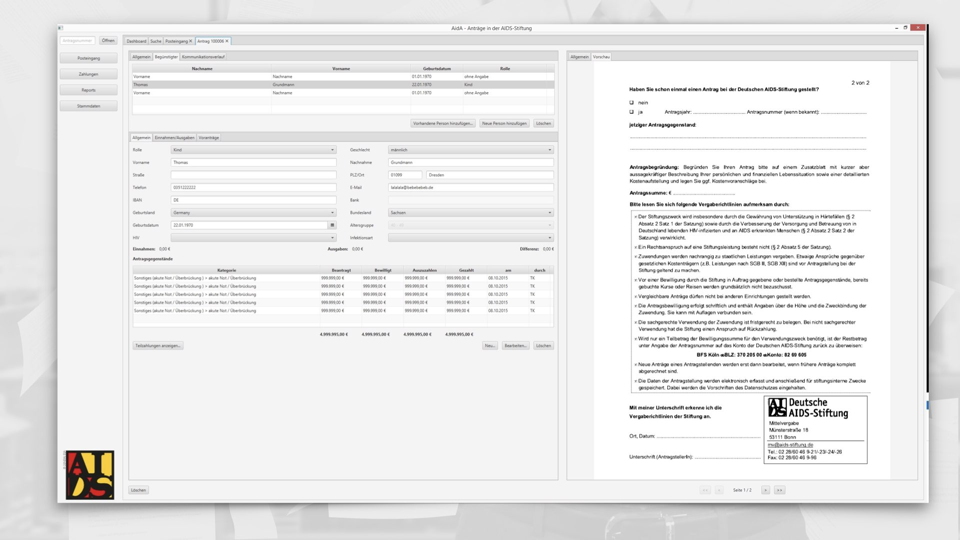 AidA - Anträge in der AIDS-Stiftung
Antragsnummer Öffnen
Posteingang
Zahlungen
Reports
Stammdaten
Dashboard Suche Posteingang × Antrag 100008 ×
Allgemein Begünstigter Kommunikationsverlauf
Nachname Vorname Geburtsdatum Rolle
Vorname Nachname 01.01.1970 ohne Angabe
Thomas Grundmann 22.01.1970 Kind
Vorname Nachname 01.01.1970 ohne Angabe
Vorhandene Person hinzufügen... Neue Person hinzufügen Löschen
Allgemein Einnahmen/Ausgaben Voranträge
Rolle Kind Geschlecht männlich
Vorname Thomas Nachname Grundmann
Straße PLZ/Ort 01099 Dresden
Telefon 0351222222 E-Mail
IBAN DE Bank
Geburtsland Germany Bundesland Sachsen
Geburtsdatum 22.01.1970 Altersgruppe
HIV Infektionsart
Einnahmen: 0,00 € Ausgaben: 0,00 € Differenz: 0,00 €
Antragsgegenstände
Kategorie Beantragt Bewilligt Auszuzahlen Gezahlt am durch
Sonstiges (akute Not / Überbrückung ) > akute Not / Überbrückung 999.999,00 € 999.999,00 € 999.999,00 € 999.999,00 € 08.10.2015 TK
Sonstiges (akute Not / Überbrückung ) > akute Not / Überbrückung 999.999,00 € 999.999,00 € 999.999,00 € 999.999,00 € 08.10.2015 TK
Sonstiges (akute Not / Überbrückung ) > akute Not / Überbrückung 999.999,00 € 999.999,00 € 999.999,00 € 999.999,00 € 08.10.2015 TK
Sonstiges (akute Not / Überbrückung ) > akute Not / Überbrückung 999.999,00 € 999.999,00 € 999.999,00 € 999.999,00 € 08.10.2015 TK
Sonstiges (akute Not / Überbrückung ) > akute Not / Überbrückung 999.999,00 € 999.999,00 € 999.999,00 € 999.999,00 € 08.10.2015 TK
4.999.995,00 € 4.999.995,00 € 4.999.995,00 € 4.999.995,00 €
Teilzahlungen anzeigen... Neu... Bearbeiten... Löschen
Löschen
AIDS
Allgemein Vorschau
2 von 2
Haben Sie schon einmal einen Antrag bei der Deutschen AIDS-Stiftung gestellt?
nein
ja Antragsjahr: Antragsnummer (wenn bekannt):
jetziger Antragsgegenstand:
Antragsbegründung: Begründen Sie Ihren Antrag bitte auf einem Zusatzblatt mit kurzer aber
aussagekräftiger Beschreibung Ihrer persönlichen und finanziellen Lebenssituation sowie einer detaillierten
Kostenaufstellung und legen Sie ggf. Kostenvoranschläge bei.
Antragssumme: €
Bitte lesen Sie sich folgende Vergaberichtlinien aufmerksam durch:
Der Stiftungszweck wird insbesondere durch die Gewährung von Unterstützung in Härtefällen (§ 2
Absatz 2 Satz 1 der Satzung) sowie durch die Verbesserung der Versorgung und Betreuung von in
Deutschland lebenden HIV-infizierten und an AIDS erkrankten Menschen (§ 2 Absatz 2 Satz 2 der
Satzung) verwirklicht.
Ein Rechtsanspruch auf eine Stiftungsleistung besteht nicht (§ 2 Absatz 5 der Satzung).
Zuwendungen werden nachrangig zu staatlichen Leistungen vergeben. Etwaige Ansprüche gegenüber
gesetzlichen Kostenträgern (z.B. Leistungen nach SGB II, SGB XII) sind vor Antragstellung bei der
Stiftung geltend zu machen.
Vor einer Bewilligung durch die Stiftung in Auftrag gegebene oder bestellte Antragsgegenstände, bereits
gebuchte Kurse oder Reisen werden grundsätzlich nicht bezuschusst.
Vergleichbare Anträge dürfen nicht bei anderen Einrichtungen gestellt werden.
Die Antragsbewilligung erfolgt schriftlich und enthält Angaben über die Höhe und die Zweckbindung der
Zuwendung. Sie kann mit Auflagen verbunden sein.
Die sachgerechte Verwendung der Zuwendung ist fristgerecht zu belegen. Bei nicht sachgerechter
Verwendung hat die Stiftung einen Anspruch auf Rückzahlung.
Wird nur ein Teilbetrag der Bewilligungssumme für den Verwendungszweck benötigt, ist der Restbetrag
unter Angabe der Antragsnummer auf das Konto der Deutschen AIDS-Stiftung zurück zu überweisen:
BFS Köln BLZ: 370 205 00 Konto: 82 60 605
Neue Anträge eines Antragstellenden werden erst dann bearbeitet, wenn frühere Anträge komplett
abgerechnet sind.
Die Daten der Antragstellung werden elektronisch erfasst und anschließend für stiftungsinterne Zwecke
gespeichert. Dabei werden die Vorschriften des Datenschutzes eingehalten.
Mit meiner Unterschrift erkenne ich die
Vergaberichtlinien der Stiftung an.
Ort, Datum:
Unterschrift (Antragsteller/in):
AIDS Deutsche
AIDS-Stiftung
Mittelvergabe
Münsterstraße 18
53111 Bonn
mv@aids-stiftung.de
Tel.: 02 28/60 46 9-21/-23/-24/-26
Fax: 02 28/60 46 9-96
<< < Seite 1 / 2 > >>